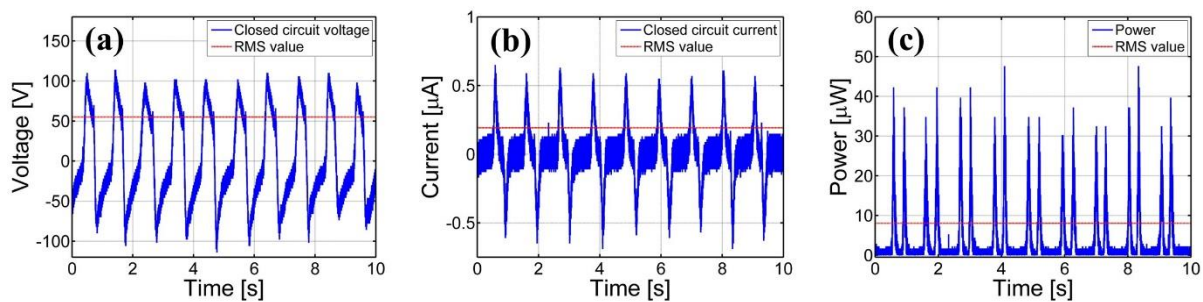 (a)
Closed circuit voltage
RMS value
Voltage [V]
150
100
50
0
-50
-100
0 2 4 6 8 10
Time [s]
(b)
Closed circuit current
RMS value
Current [μA]
1
0.5
0
-0.5
0 2 4 6 8 10
Time [s]
(c)
Power
RMS value
Power [μW]
60
50
40
30
20
10
0
0 2 4 6 8 10
Time [s]